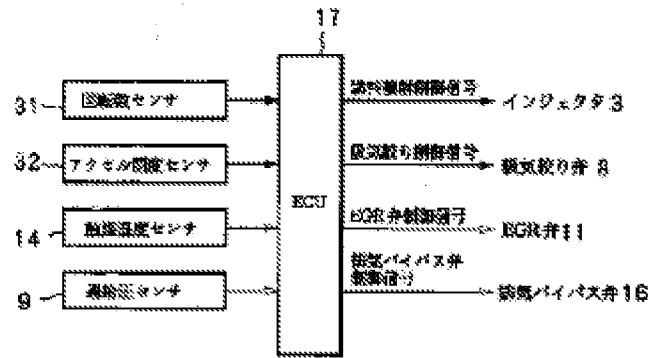 17
31
回転数センサ
燃料噴射制御信号
インジェクタ3
32
アクセル開度センサ
吸気絞り制御信号
吸気絞り弁8
ECU
14
触媒温度センサ
EGR弁制御信号
EGR弁11
9
過給圧センサ
排気バイパス弁
制御信号
排気バイパス弁16